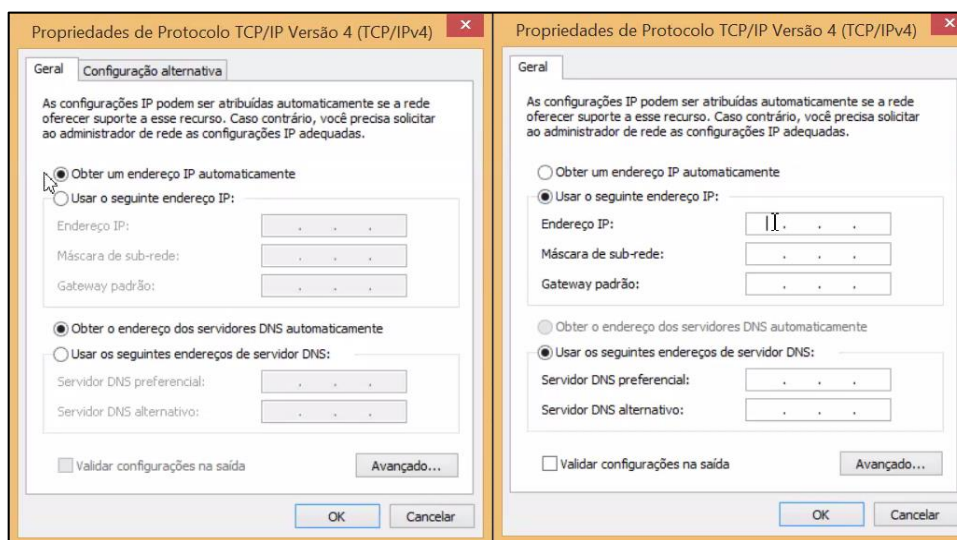 Propriedades de Protocolo TCP/IP Versão 4 (TCP/IPv4)
Geral
Configuração alternativa
As configurações IP podem ser atribuídas automaticamente se a rede
oferecer suporte a esse recurso. Caso contrário, você precisa solicitar
ao administrador de rede as configurações IP adequadas.
Obter um endereço IP automaticamente
Usar o seguinte endereço IP:
Endereço IP:
Máscara de sub-rede:
Gateway padrão:
Obter o endereço dos servidores DNS automaticamente
Usar os seguintes endereços de servidor DNS:
Servidor DNS preferencial:
Servidor DNS alternativo:
Validar configurações na saída
Avançado...
OK
Cancelar
Propriedades de Protocolo TCP/IP Versão 4 (TCP/IPv4)
Geral
As configurações IP podem ser atribuídas automaticamente se a rede
oferecer suporte a esse recurso. Caso contrário, você precisa solicitar
ao administrador de rede as configurações IP adequadas.
Obter um endereço IP automaticamente
Usar o seguinte endereço IP:
Endereço IP:
Máscara de sub-rede:
Gateway padrão:
Obter o endereço dos servidores DNS automaticamente
Usar os seguintes endereços de servidor DNS:
Servidor DNS preferencial:
Servidor DNS alternativo:
Validar configurações na saída
Avançado...
OK
Cancelar